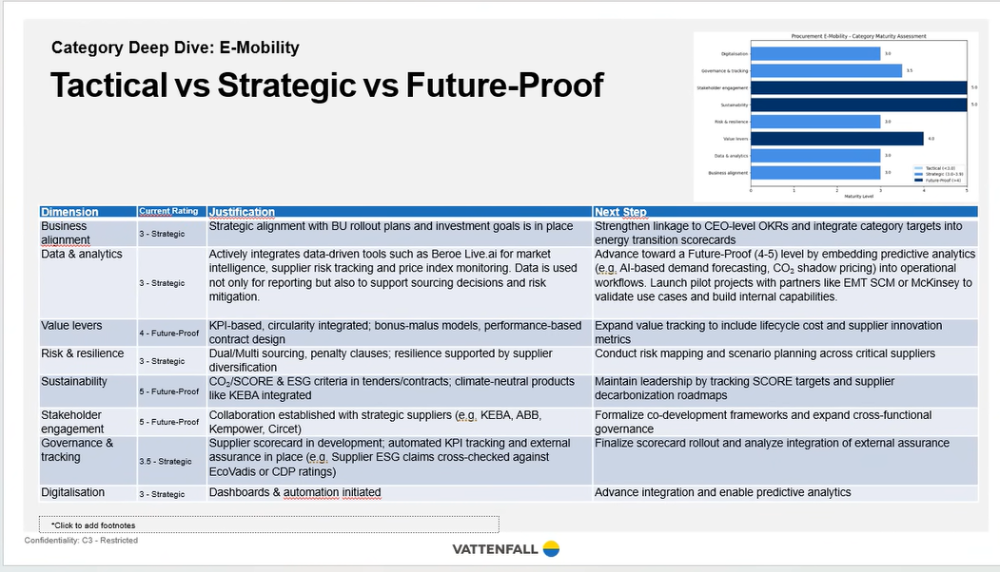 Category Deep Dive: E-Mobility
Tactical vs Strategic vs Future-Proof
Procurement E-Mobility - Category Maturity Assessment
Digitalisation 3.0
Governance & tracking 3.5
Stakeholder engagement 5.0
Sustainability 5.0
Risk & resilience 3.0
Value levers 4.0
Data & analytics 3.0
Business alignment 3.0
Tactical (<3.0)
Strategic (3.0–3.9)
Future-Proof (>4)
0 1 2 3 4 5
Maturity Level
Dimension Current Rating Justification Next Step
Business
alignment
3 - Strategic
Strategic alignment with BU rollout plans and investment goals is in place
Strengthen linkage to CEO-level OKRs and integrate category targets into
energy transition scorecards
Data & analytics
3 - Strategic
Actively integrates data-driven tools such as Beroe Live.ai for market
intelligence, supplier risk tracking and price index monitoring. Data is used
not only for reporting but also to support sourcing decisions and risk
mitigation.
Advance toward a Future-Proof (4-5) level by embedding predictive analytics
(e.g. AI-based demand forecasting, CO₂ shadow pricing) into operational
workflows. Launch pilot projects with partners like EMT SCM or McKinsey to
validate use cases and build internal capabilities.
Value levers
4 - Future-Proof
KPI-based, circularity integrated; bonus-malus models, performance-based
contract design
Expand value tracking to include lifecycle cost and supplier innovation
metrics
Risk & resilience
3 - Strategic
Dual/Multi sourcing, penalty clauses; resilience supported by supplier
diversification
Conduct risk mapping and scenario planning across critical suppliers
Sustainability
5 - Future-Proof
CO₂/SCORE & ESG criteria in tenders/contracts; climate-neutral products
like KEBA integrated
Maintain leadership by tracking SCORE targets and supplier
decarbonization roadmaps
Stakeholder
engagement
5 - Future-Proof
Collaboration established with strategic suppliers (e.g. KEBA, ABB,
Kempower, Circet)
Formalize co-development frameworks and expand cross-functional
governance
Governance &
tracking
3.5 - Strategic
Supplier scorecard in development; automated KPI tracking and external
assurance in place (e.g. Supplier ESG claims cross-checked against
EcoVadis or CDP ratings)
Finalize scorecard rollout and analyze integration of external assurance
Digitalisation
3 - Strategic
Dashboards & automation initiated
Advance integration and enable predictive analytics
*Click to add footnotes
Confidentiality: C3 - Restricted
VATTENFALL